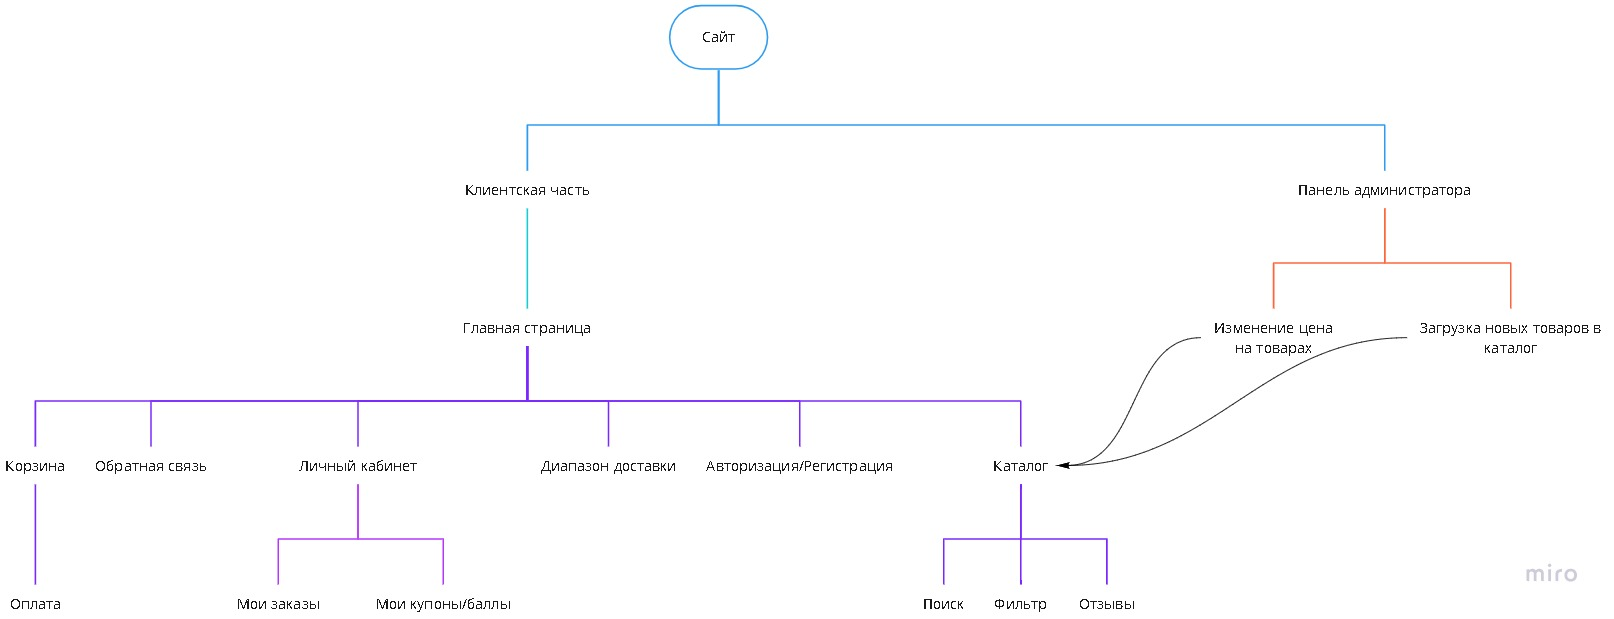 Сайт
Клиентская часть
Панель администратора
Главная страница
Изменение цена
на товарах
Загрузка новых товаров в
каталог
Корзина
Обратная связь
Личный кабинет
Диапазон доставки
Авторизация/Регистрация
Каталог
Оплата
Мои заказы
Мои купоны/баллы
Поиск
Фильтр
Отзывы
miro